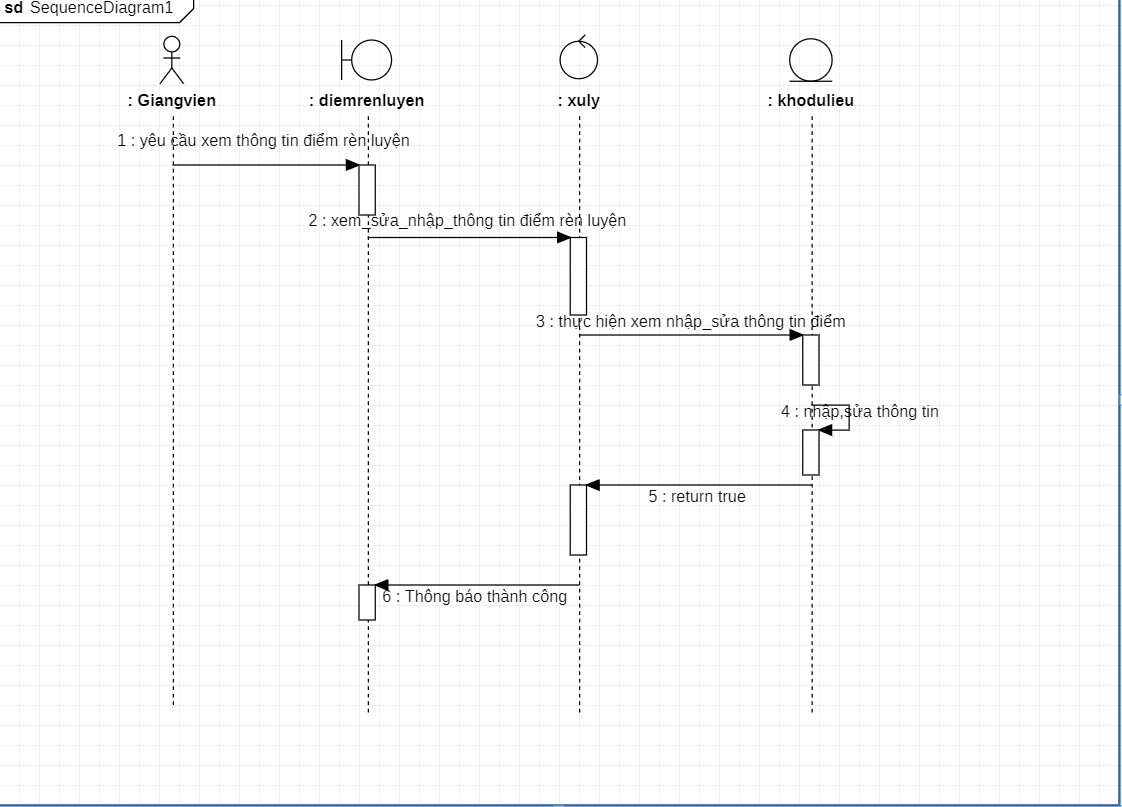 sd SequenceDiagram1
: Giangvien
: diemrenluyen
: xuly
: khodulieu
1 : yêu cầu xem thông tin điểm rèn luyện
2 : xem_sửa_nhập_thông tin điểm rèn luyện
3 : thực hiện xem nhập_sửa thông tin điểm
4 : nhập,sửa thông tin
5 : return true
6 : Thông báo thành công